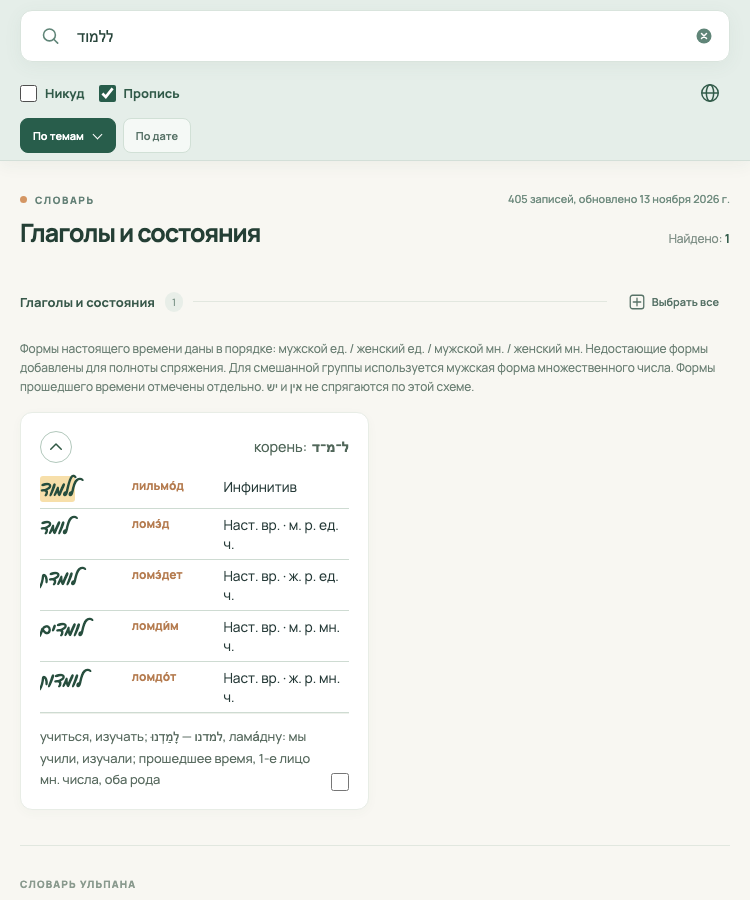 ללמוד
Никуд
Пропись
По темам
По дате
СЛОВАРЬ
405 записей, обновлено 13 ноября 2026 г.
Глаголы и состояния
Найдено: 1
Глаголы и состояния 1
Выбрать все
Формы настоящего времени даны в порядке: мужской ед. / женский ед. / мужской мн. / женский мн. Недостающие формы
добавлены для полноты спряжения. Для смешанной группы используется мужская форма множественного числа. Формы
прошедшего времени отмечены отдельно. יש и אין не спрягаются по этой схеме.
корень: ל־מ־ד
ללמוד лильмо́д Инфинитив
לומד ломэ́д Наст. вр. · м. р. ед.
ч.
לומדת ломэ́дет Наст. вр. · ж. р. ед.
ч.
לומדים ломди́м Наст. вр. · м. р. мн.
ч.
לומדות ломдо́т Наст. вр. · ж. р. мн.
ч.
учиться, изучать; למדנו — לָמַדְנוּ, лама́дну: мы
учили, изучали; прошедшее время, 1-е лицо
мн. числа, оба рода
СЛОВАРЬ УЛЬПАНА